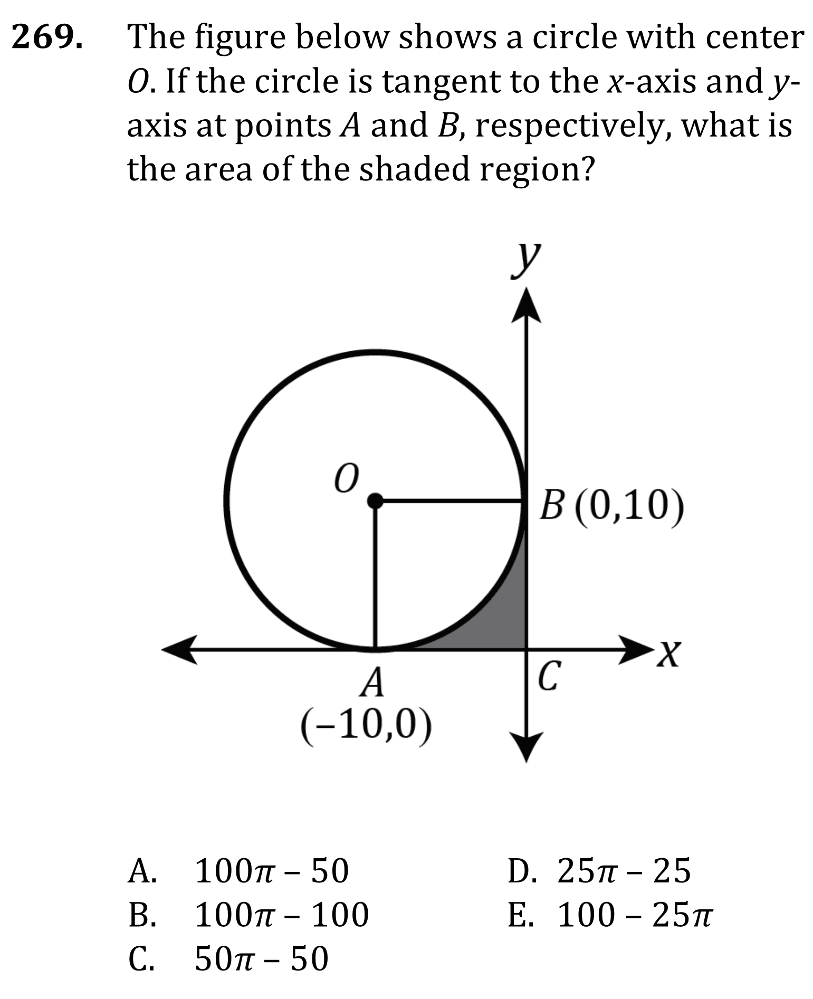 269. The figure below shows a circle with center
O. If the circle is tangent to the x-axis and y-
axis at points A and B, respectively, what is
the area of the shaded region?
y
O
B (0,10)
x
C
A
(–10,0)
A. 100π – 50 D. 25π – 25
B. 100π – 100 E. 100 – 25π
C. 50π – 50